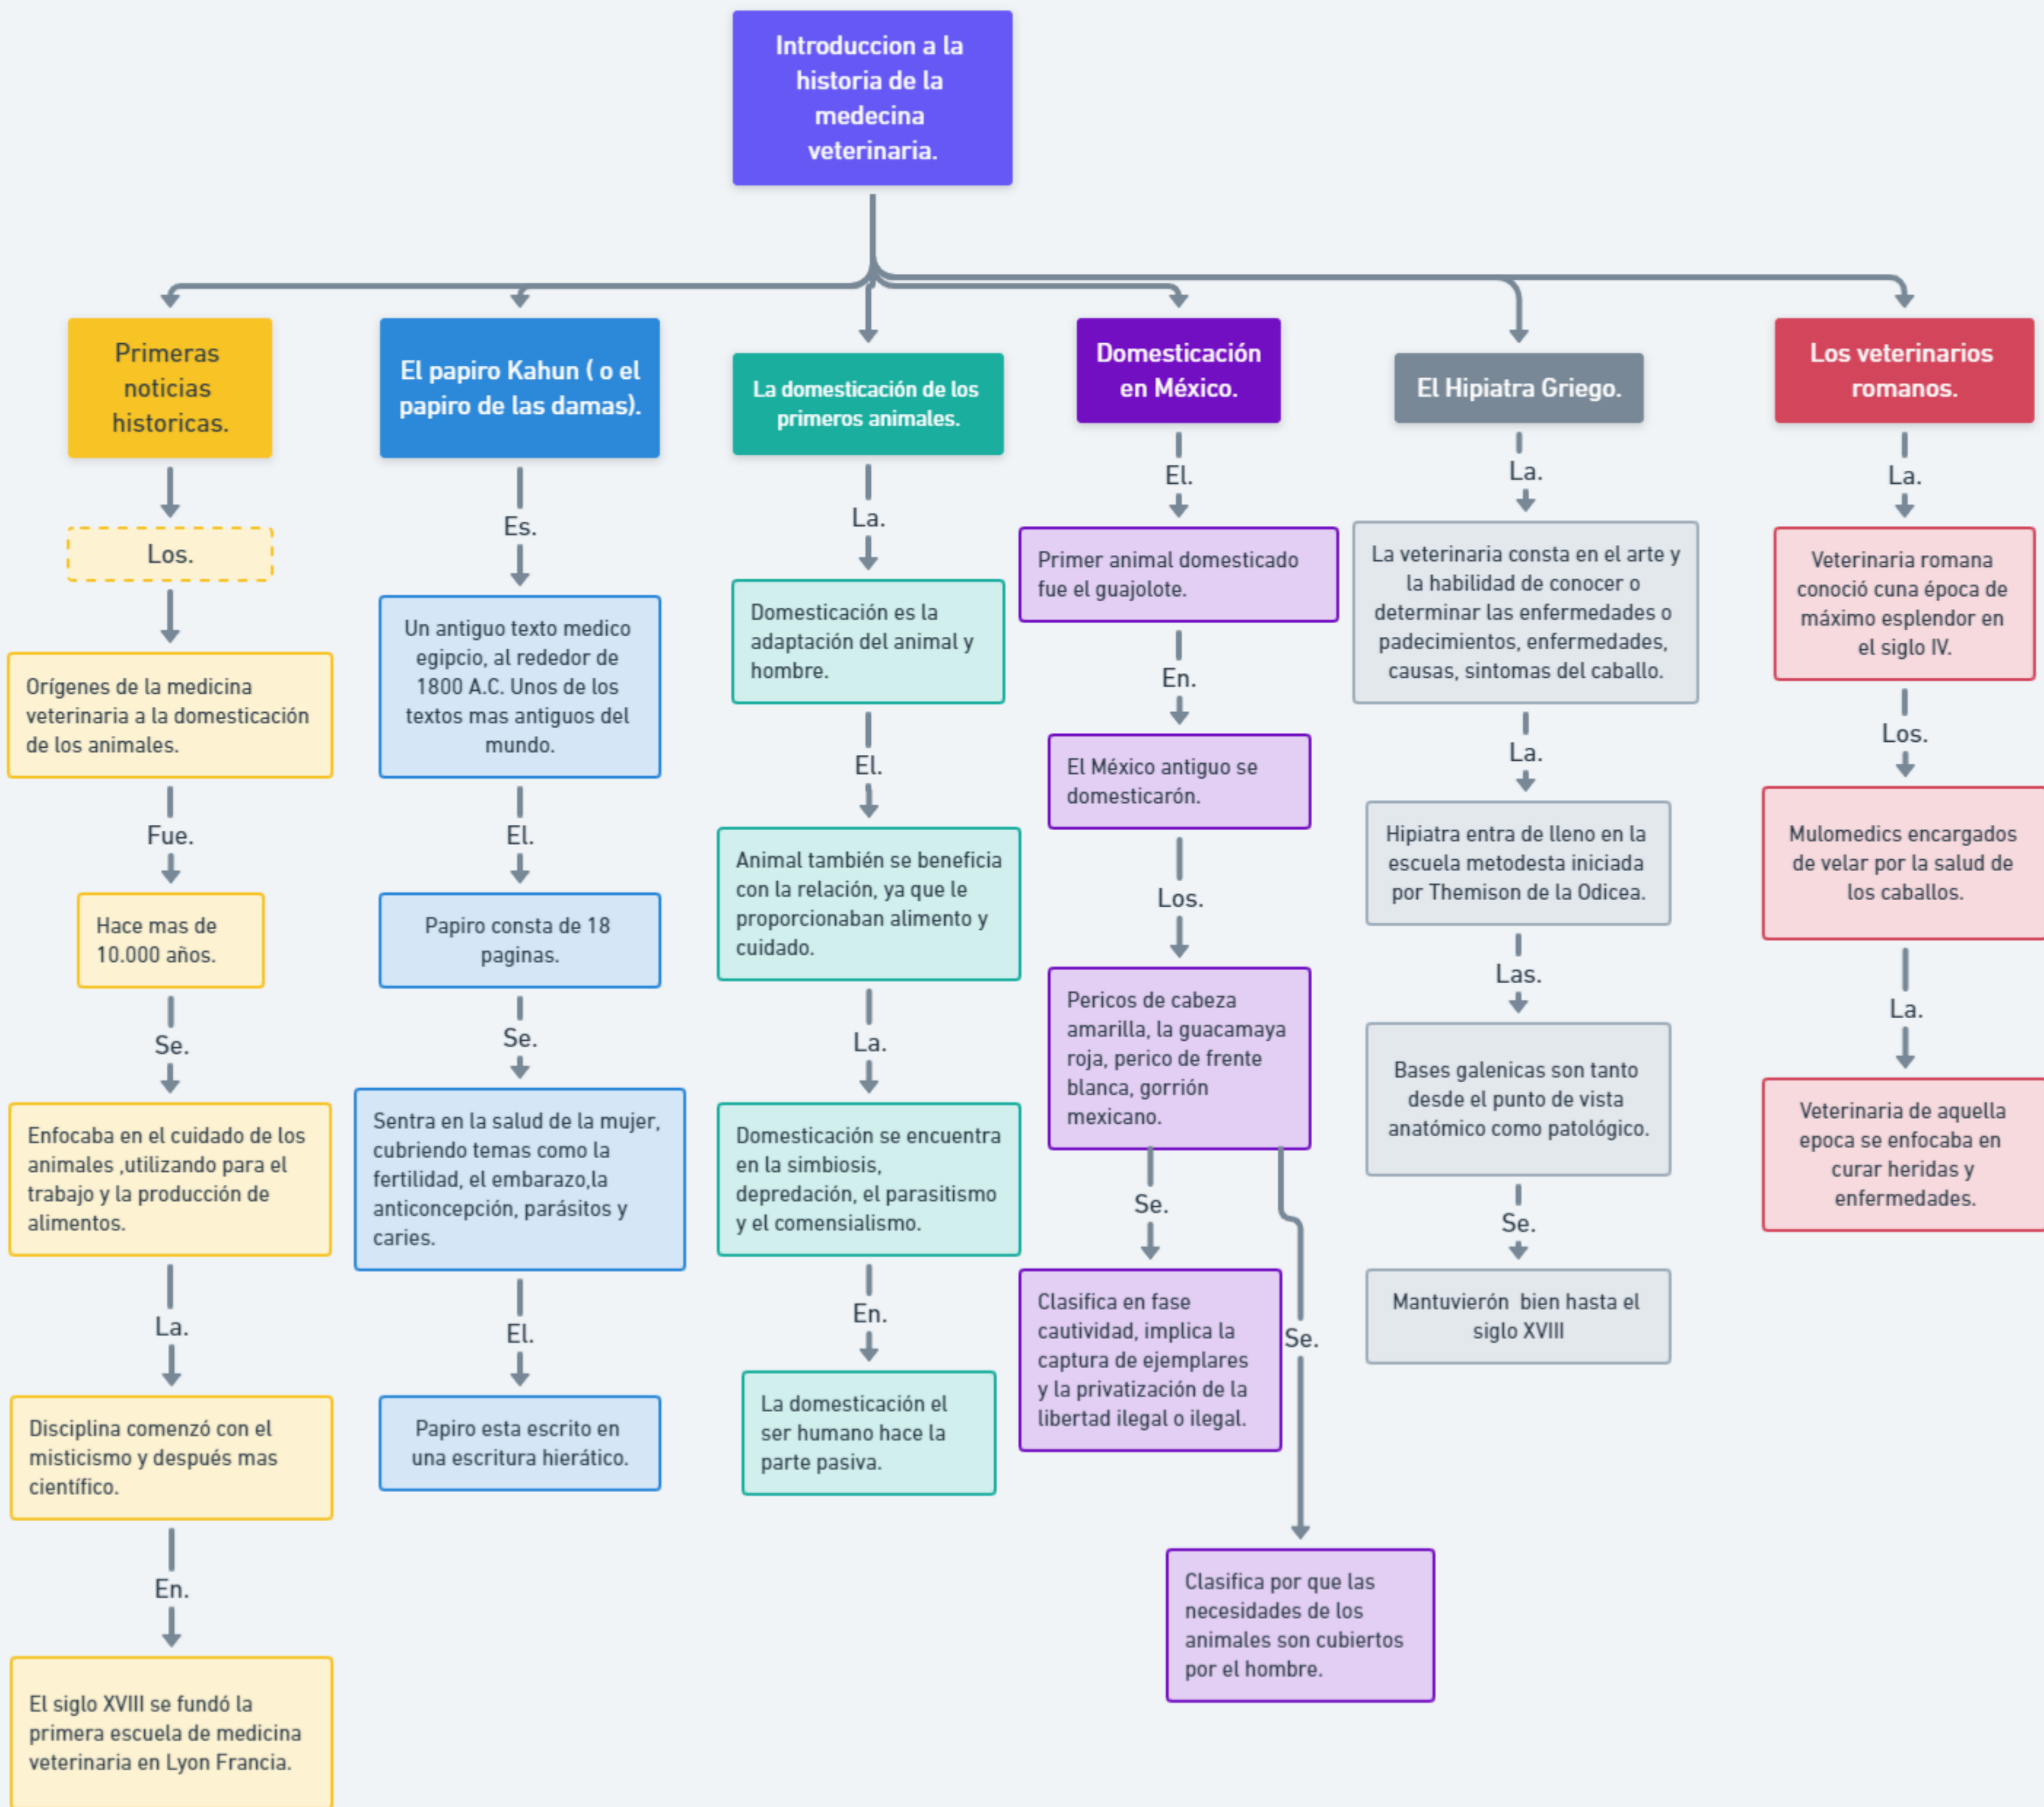 Introduccion a la
historia de la
medecina
veterinaria.
Primeras
noticias
historicas.
Los.
Orígenes de la medicina
veterinaria a la domesticación
de los animales.
Fue.
Hace mas de
10.000 años.
Se.
Enfocaba en el cuidado de los
animales ,utilizando para el
trabajo y la producción de
alimentos.
La.
Disciplina comenzó con el
misticismo y después mas
científico.
En.
El siglo XVIII se fundó la
primera escuela de medicina
veterinaria en Lyon Francia.
El papiro Kahun ( o el
papiro de las damas).
Es.
Un antiguo texto medico
egipcio, al rededor de
1800 A.C. Unos de los
textos mas antiguos del
mundo.
El.
Papiro consta de 18
paginas.
Se.
Sentra en la salud de la mujer,
cubriendo temas como la
fertilidad, el embarazo,la
anticoncepción, parásitos y
caries.
El.
Papiro esta escrito en
una escritura hierático.
La domesticación de los
primeros animales.
La.
Domesticación es la
adaptación del animal y
hombre.
El.
Animal también se beneficia
con la relación, ya que le
proporcionaban alimento y
cuidado.
La.
Domesticación se encuentra
en la simbiosis,
depredación, el parasitismo
y el comensialismo.
En.
La domesticación el
ser humano hace la
parte pasiva.
Domesticación
en México.
El.
Primer animal domesticado
fue el guajolote.
En.
El México antiguo se
domesticarón.
Los.
Pericos de cabeza
amarilla, la guacamaya
roja, perico de frente
blanca, gorrión
mexicano.
Se.
Clasifica en fase
cautividad, implica la
captura de ejemplares
y la privatización de la
libertad ilegal o ilegal.
Se.
Clasifica por que las
necesidades de los
animales son cubiertos
por el hombre.
El Hipiatra Griego.
La.
La veterinaria consta en el arte y
la habilidad de conocer o
determinar las enfermedades o
padecimientos, enfermedades,
causas, sintomas del caballo.
La.
Hipiatra entra de lleno en la
escuela metodesta iniciada
por Themison de la Odicea.
Las.
Bases galenicas son tanto
desde el punto de vista
anatómico como patológico.
Se.
Mantuvierón bien hasta el
siglo XVIII
Los veterinarios
romanos.
La.
Veterinaria romana
conoció cuna época de
máximo esplendor en
el siglo IV.
Los.
Mulomedics encargados
de velar por la salud de
los caballos.
La.
Veterinaria de aquella
epoca se enfocaba en
curar heridas y
enfermedades.